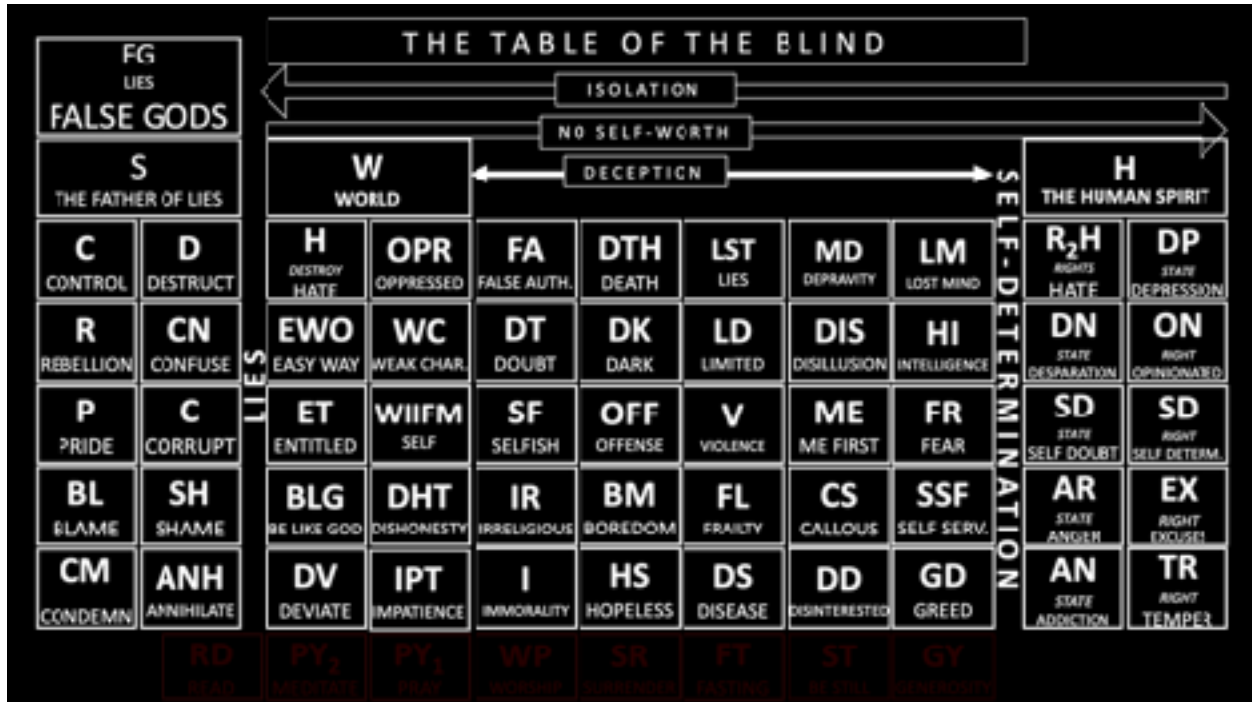 THE TABLE OF THE BLIND
FG
LIES
FALSE GODS
ISOLATION
NO SELF-WORTH
DECEPTION
S
THE FATHER OF LIES
W
WORLD
H
THE HUMAN SPIRIT
LIES
SELF-DETERMINATION
C
CONTROL
D
DESTRUCT
H
DESTROY
HATE
OPR
OPPRESSED
FA
FALSE AUTH.
DTH
DEATH
LST
LIES
MD
DEPRAVITY
LM
LOST MIND
R₂H
RIGHTS
HATE
DP
STATE
DEPRESSION
R
REBELLION
CN
CONFUSE
EWO
EASY WAY
WC
WEAK CHAR.
DT
DOUBT
DK
DARK
LD
LIMITED
DIS
DISILLUSION
HI
INTELLIGENCE
DN
STATE
DESPARATION
ON
RIGHT
OPINIONATED
P
PRIDE
C
CORRUPT
ET
ENTITLED
WIIFM
SELF
SF
SELFISH
OFF
OFFENSE
V
VIOLENCE
ME
ME FIRST
FR
FEAR
SD
STATE
SELF DOUBT
SD
RIGHT
SELF DETERM.
BL
BLAME
SH
SHAME
BLG
BE LIKE GOD
DHT
DISHONESTY
IR
IRRELIGIOUS
BM
BOREDOM
FL
FRAILTY
CS
CALLOUS
SSF
SELF SERV.
AR
STATE
ANGER
EX
RIGHT
EXCUSES
CM
CONDEMN
ANH
ANNIHILATE
DV
DEVIATE
IPT
IMPATIENCE
I
IMMORALITY
HS
HOPELESS
DS
DISEASE
DD
DISINTERESTED
GD
GREED
AN
STATE
ADDICTION
TR
RIGHT
TEMPER
RD
READ
PY₂
MEDITATE
PY₁
PRAY
WP
WORSHIP
SR
SURRENDER
FT
FASTING
ST
BE STILL
GY
GENEROSITY